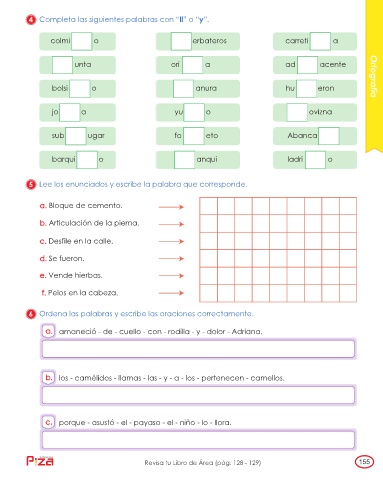 4 Completa las siguientes palabras con "ll" o "y".
colmi o
erbateros
carreti a
unta
ori a
ad acente
bolsi o
anura
hu eron
jo a
yu o
ovizna
sub ugar
fo eto
Abanca
barqui o
anqui
ladri o
Ortografía
5 Lee los enunciados y escribe la palabra que corresponde.
a. Bloque de cemento.
b. Articulación de la pierna.
c. Desfile en la calle.
d. Se fueron.
e. Vende hierbas.
f. Pelos en la cabeza.
6 Ordena las palabras y escribe las oraciones correctamente.
a. amaneció - de - cuello - con - rodilla - y - dolor - Adriana.
b. los - camélidos - llamas - las - y - a - los - pertenecen - camellos.
c. porque - asustó - el - payaso - el - niño - lo - llora.
Pizza
Revisa tu Libro de Área (pág. 128 - 129)
155